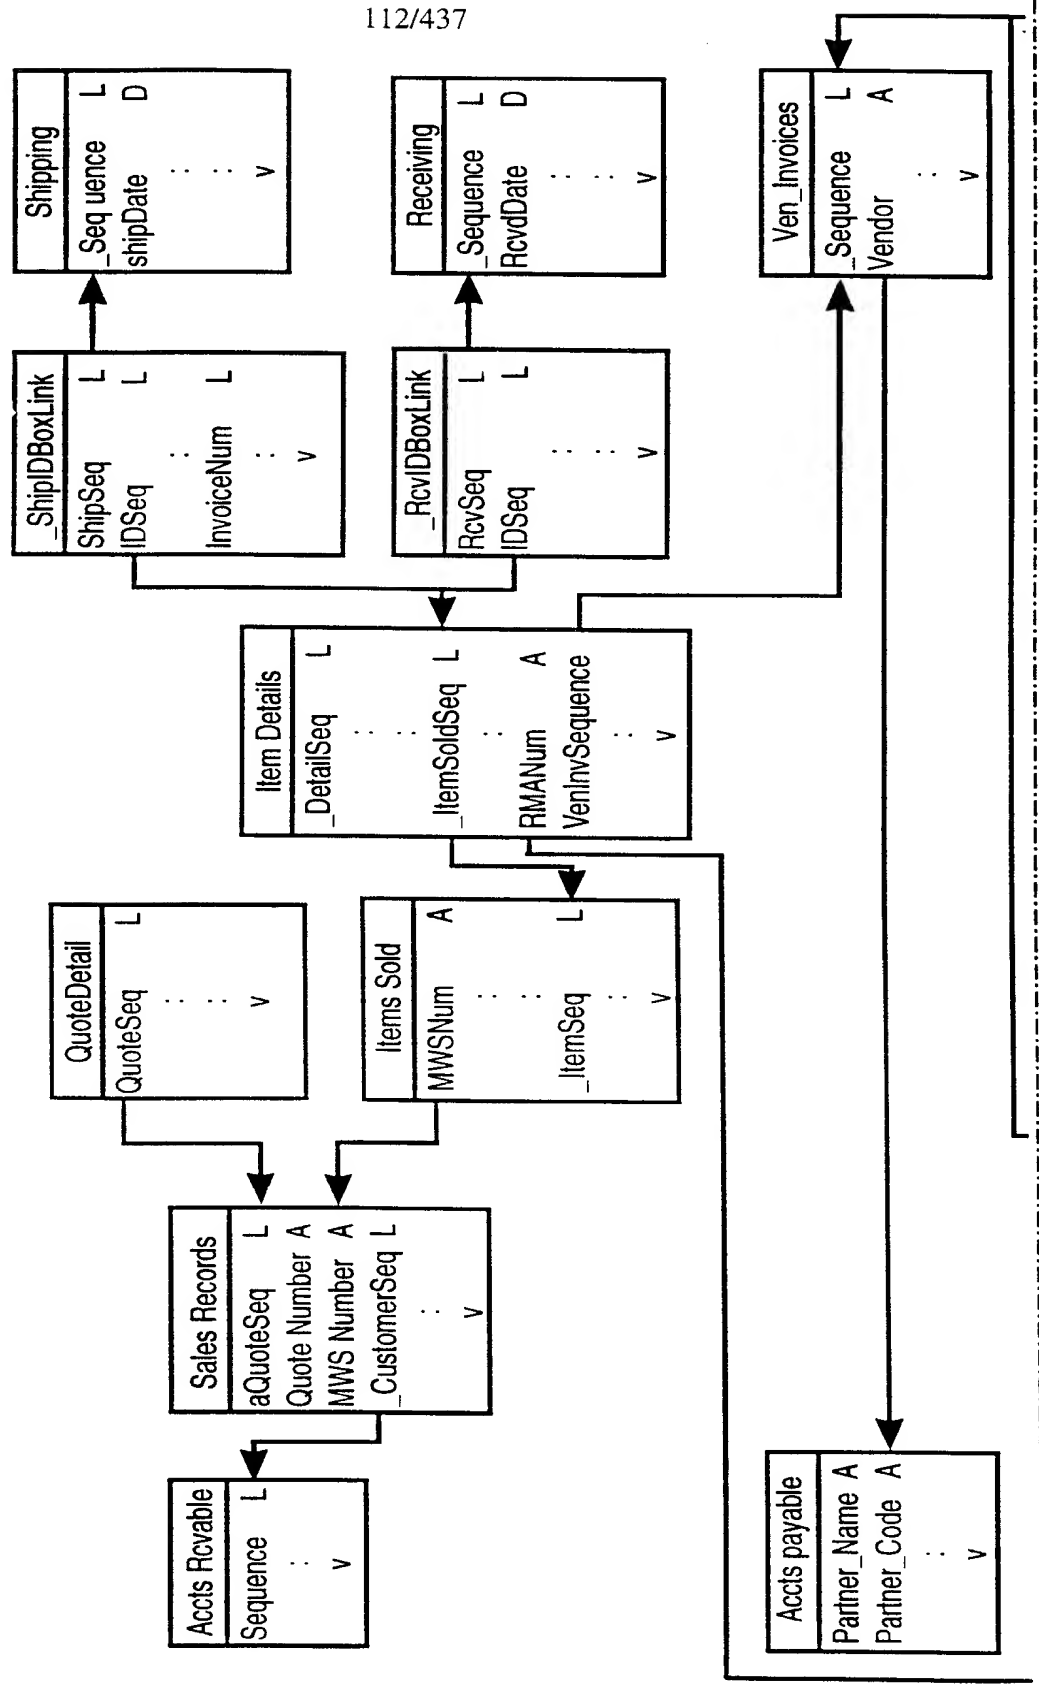 112/437
Shipping
_Seq uence L
shipDate D
: :
v
_ShipIDBoxLink
ShipSeq L
IDSeq L
:
InvoiceNum L
:
v
Receiving
_Sequence L
RcvdDate D
: :
v
_RcvIDBoxLink
RcvSeq L
IDSeq L
: :
v
Ven_Invoices
_Sequence L
Vendor A
:
v
Item Details
_DetailSeq L
: :
_ItemSoldSeq L
:
RMANum A
VenInvSequence
:
v
QuoteDetail
QuoteSeq L
: :
v
Items Sold
MWSNum A
: :
_ItemSeq L
:
v
Sales Records
aQuoteSeq L
Quote Number A
MWS Number A
_CustomerSeq L
:
v
Accts Rcvable
Sequence L
:
v
Accts payable
Partner_Name A
Partner_Code A
:
v